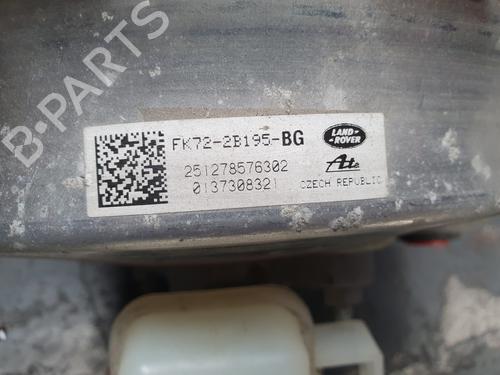 FK72-2B195-BG
LAND-
ROVER
251278576302
Ate
0137308321
CZECH REPUBLIC
B-PARTS